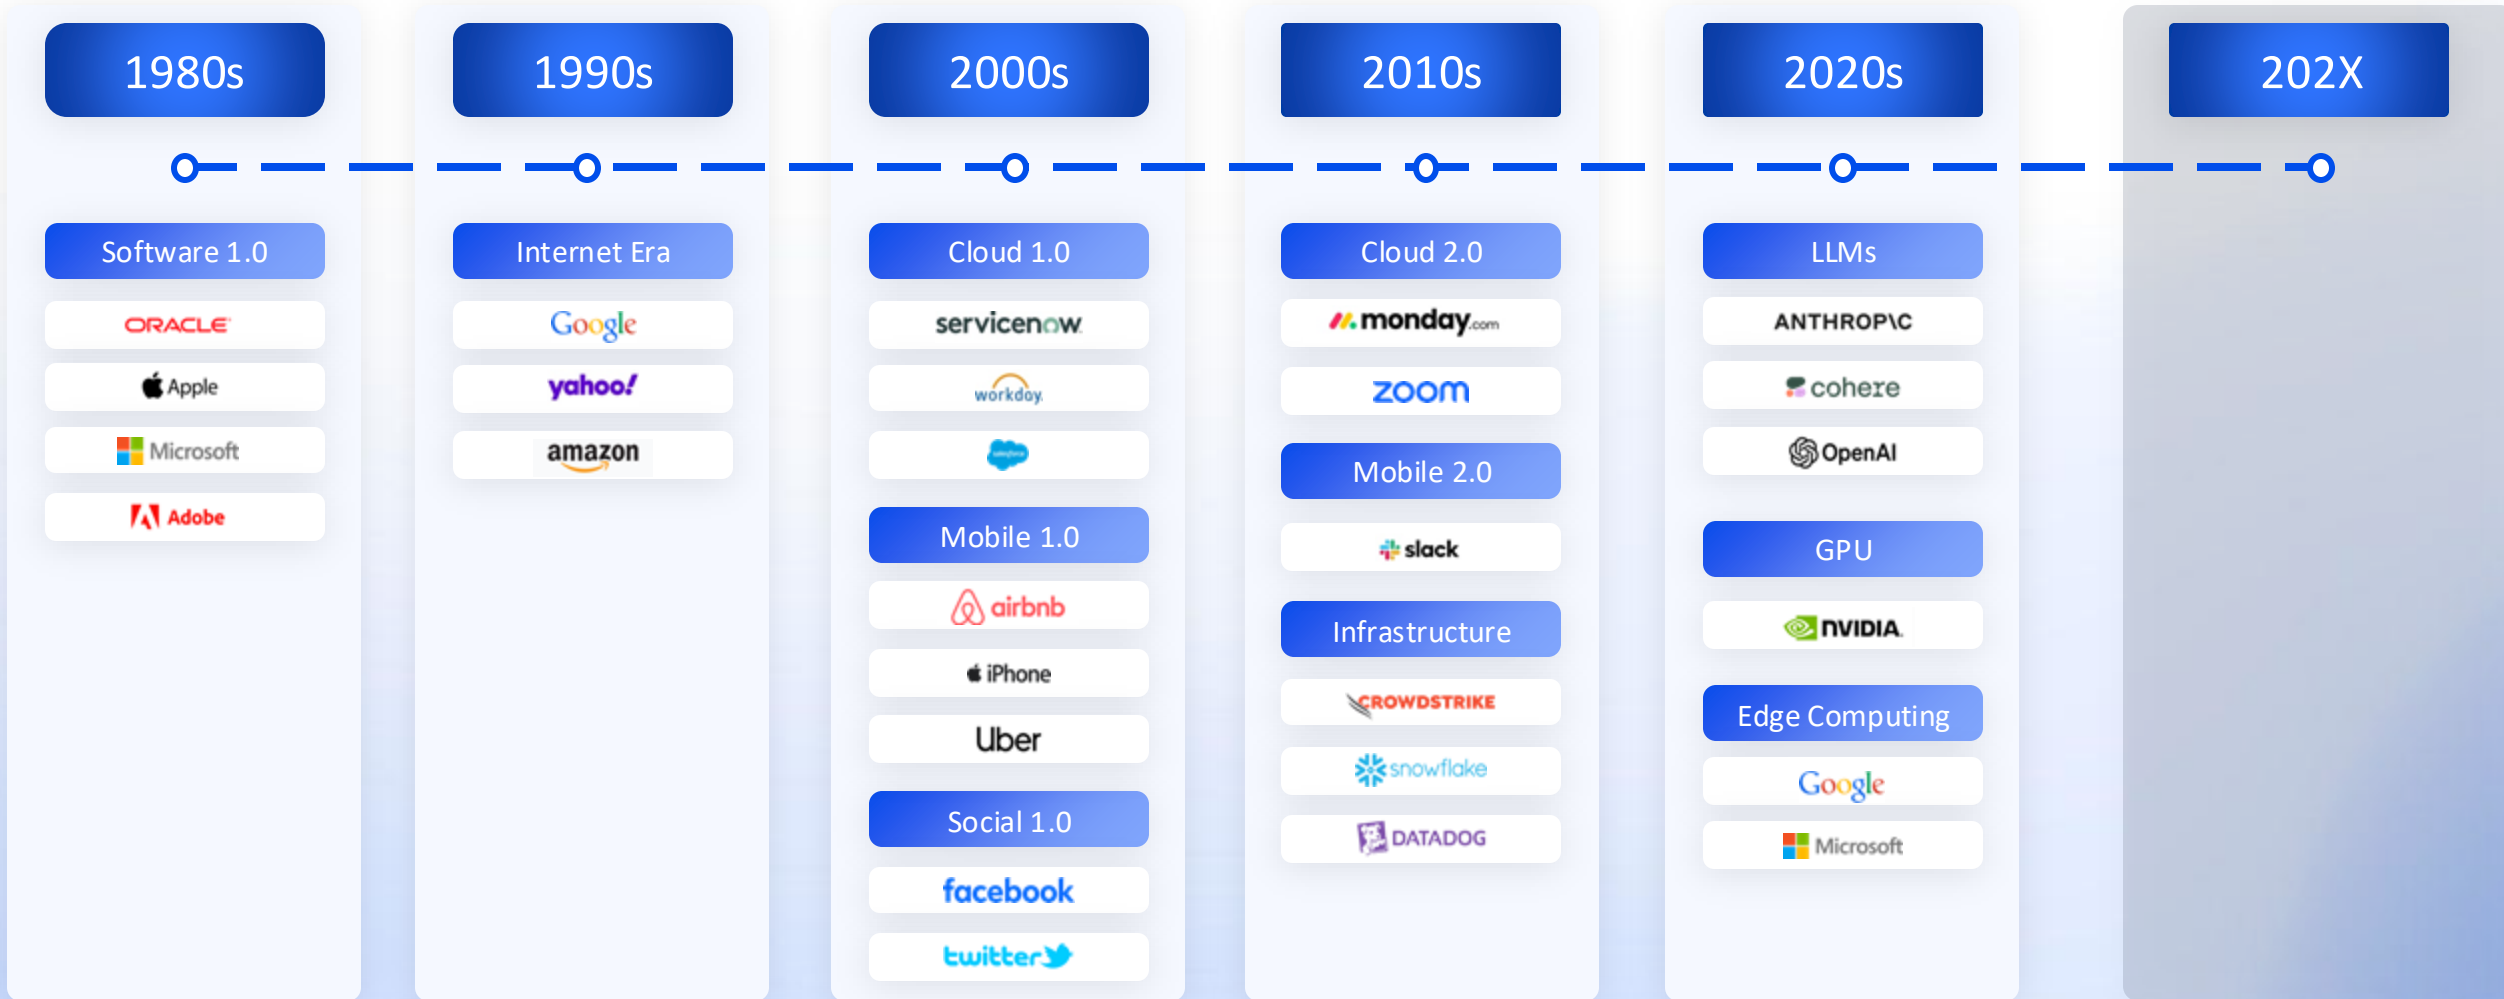 1980s
Software 1.0
ORACLE
Apple
Microsoft
Adobe
1990s
Internet Era
Google
yahoo!
amazon
2000s
Cloud 1.0
servicenow
workday.
salesforce
Mobile 1.0
airbnb
iPhone
Uber
Social 1.0
facebook
twitter
2010s
Cloud 2.0
monday.com
zoom
Mobile 2.0
slack
Infrastructure
CROWDSTRIKE
snowflake
DATADOG
2020s
LLMs
ANTHROP\C
cohere
OpenAI
GPU
NVIDIA.
Edge Computing
Google
Microsoft
202X